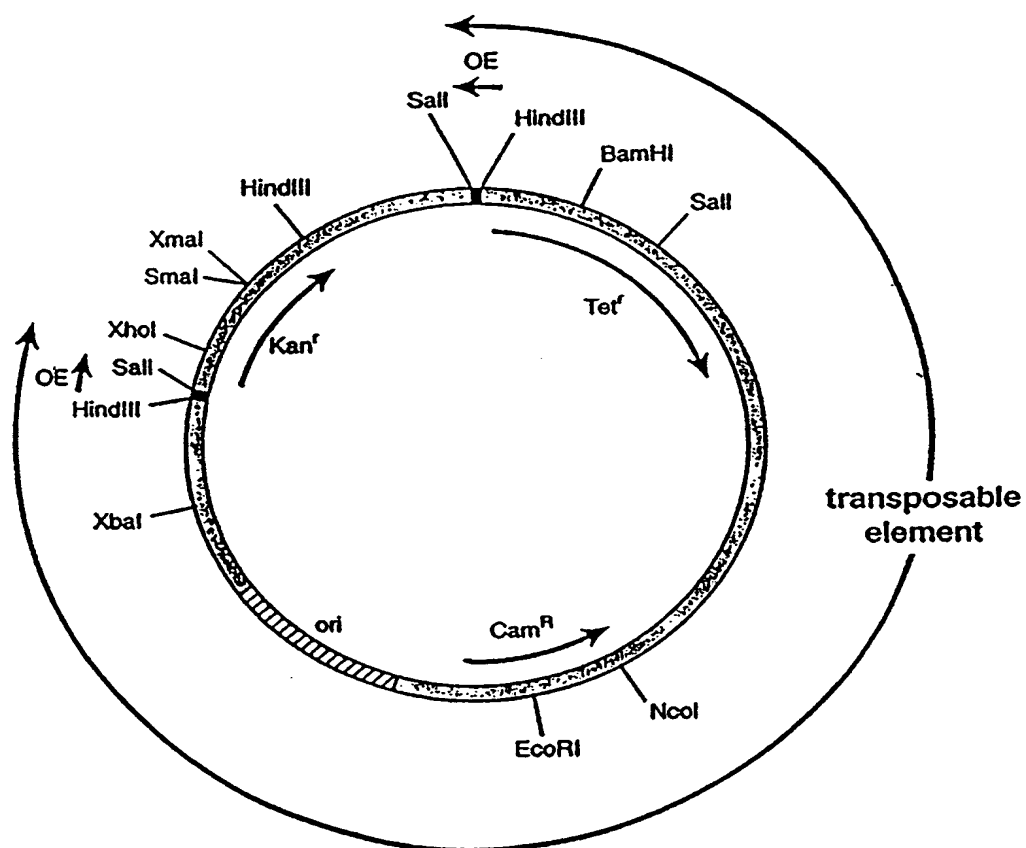 OE
SalI
HindIII
BamHI
SalI
HindIII
XmaI
SmaI
XhoI
SalI
HindIII
OE
Kanʳ
Tetʳ
XbaI
transposable
element
ori
Camᴿ
NcoI
EcoRI